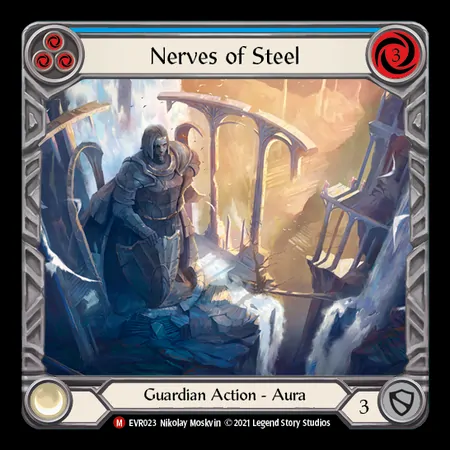 Nerves of Steel
3
Guardian Action - Aura
3
M EVR023 Nikolay Moskvin © 2021 Legend Story Studios